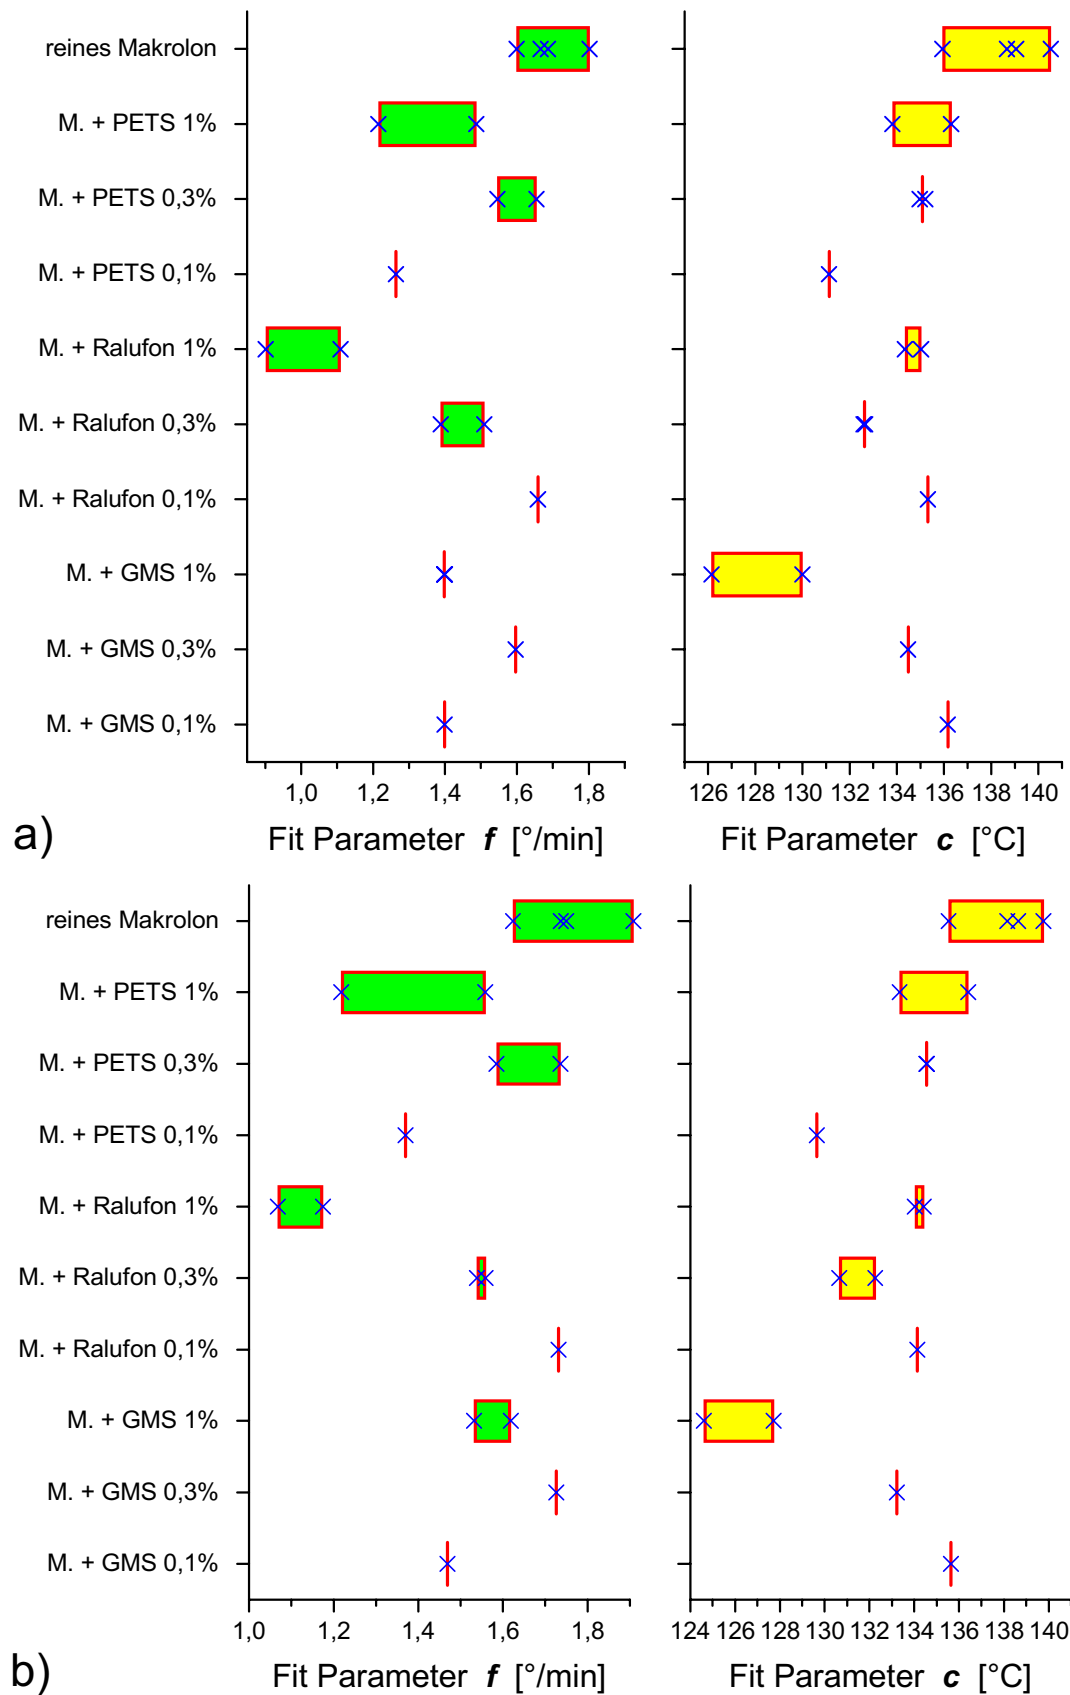 reines Makrolon
M. + PETS 1%
M. + PETS 0,3%
M. + PETS 0,1%
M. + Ralufon 1%
M. + Ralufon 0,3%
M. + Ralufon 0,1%
M. + GMS 1%
M. + GMS 0,3%
M. + GMS 0,1%
1,0 1,2 1,4 1,6 1,8
126 128 130 132 134 136 138 140
a) Fit Parameter f [°/min] Fit Parameter c [°C]
reines Makrolon
M. + PETS 1%
M. + PETS 0,3%
M. + PETS 0,1%
M. + Ralufon 1%
M. + Ralufon 0,3%
M. + Ralufon 0,1%
M. + GMS 1%
M. + GMS 0,3%
M. + GMS 0,1%
1,0 1,2 1,4 1,6 1,8
124 126 128 130 132 134 136 138 140
b) Fit Parameter f [°/min] Fit Parameter c [°C]